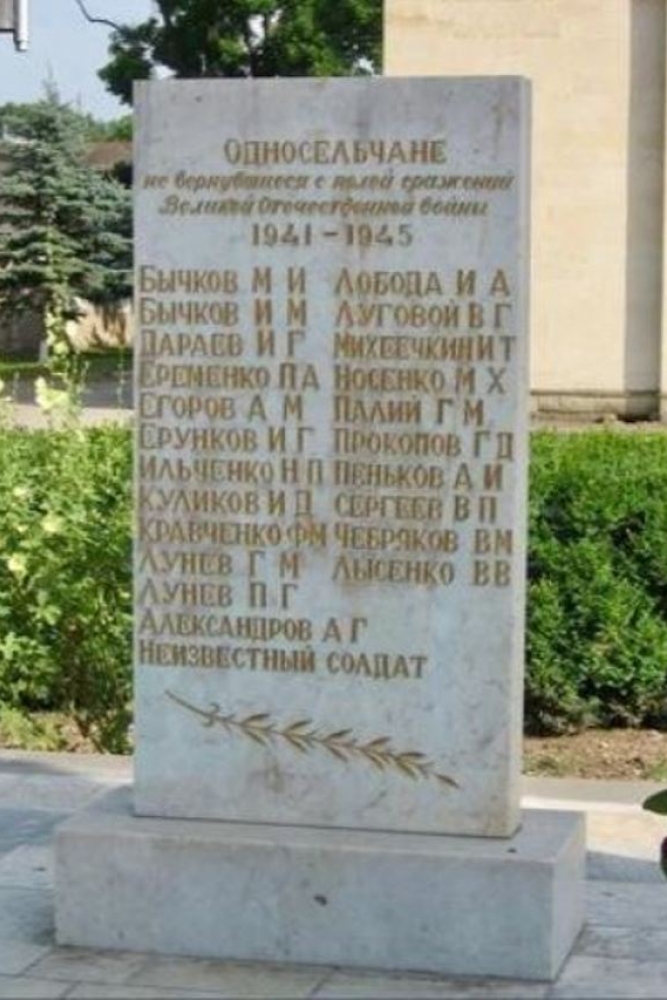 ОДНОСЕЛЬЧАНЕ
не вернувшиеся с полей сражений
Великой Отечественной войны
1941-1945
БЫЧКОВ М И ЛОБОДА И А
БЫЧКОВ И М ЛУГОВОЙ В Г
ДАРАЕВ И Г МИХЕЕЧКИН И Т
ЕРЕМЕНКО П А НОСЕНКО М Х
ЕГОРОВ А М ПАЛИЙ Г М
ЕРУНКОВ И Г ПРОКОПОВ Г Д
ИЛЬЧЕНКО Н П ПЕНЬКОВ А И
КУЛИКОВ И Д СЕРГЕЕВ В П
КРАВЧЕНКО Ф М ЧЕБРЯКОВ В М
ЛУНЕВ Г М ЛЫСЕНКО В В
ЛУНЕВ П Г
АЛЕКСАНДРОВ А Г
НЕИЗВЕСТНЫЙ СОЛДАТ